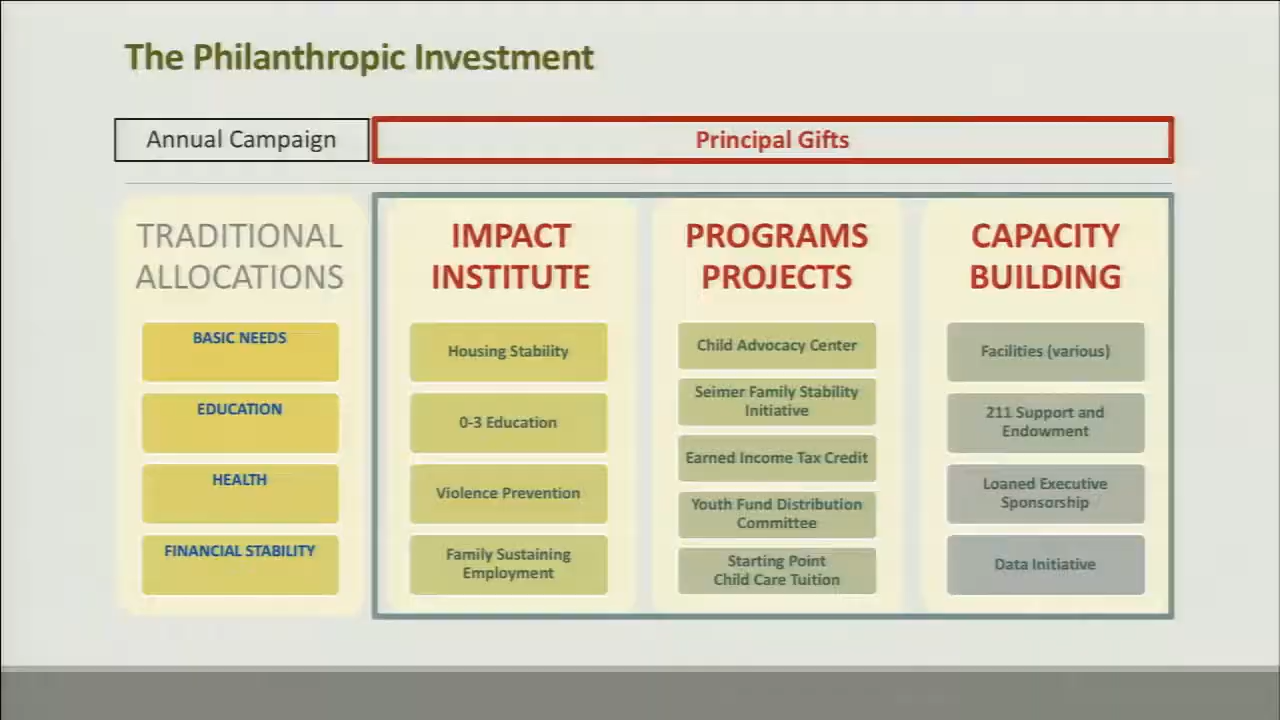 The Philanthropic Investment
Annual Campaign
Principal Gifts
TRADITIONAL
ALLOCATIONS
BASIC NEEDS
EDUCATION
HEALTH
FINANCIAL STABILITY
IMPACT
INSTITUTE
Housing Stability
0-3 Education
Violence Prevention
Family Sustaining
Employment
PROGRAMS
PROJECTS
Child Advocacy Center
Seimer Family Stability
Initiative
Earned Income Tax Credit
Youth Fund Distribution
Committee
Starting Point
Child Care Tuition
CAPACITY
BUILDING
Facilities (various)
211 Support and
Endowment
Loaned Executive
Sponsorship
Data Initiative